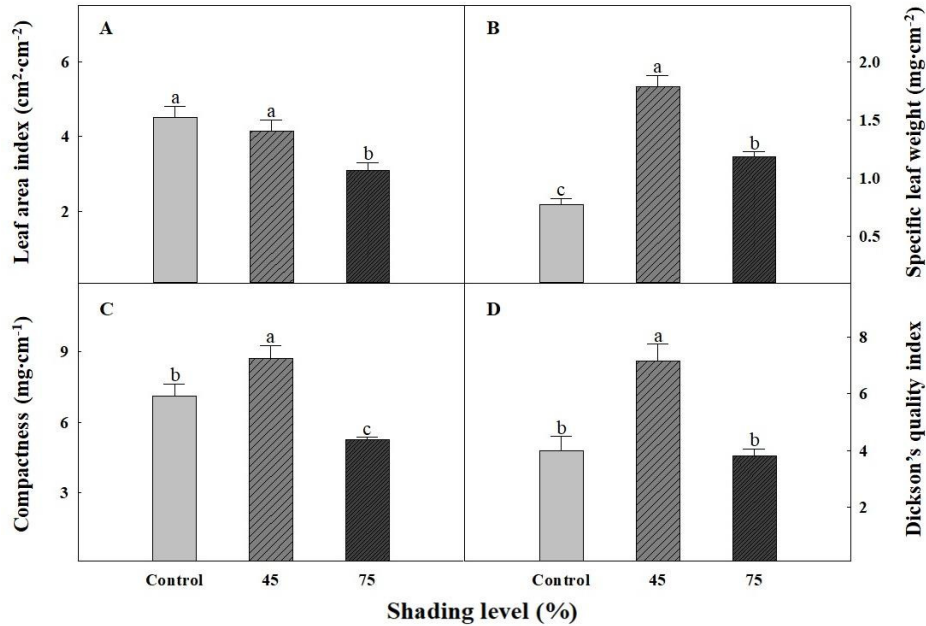 A
Leaf area index (cm²·cm⁻²)
6
4
2
a
a
b
B
Specific leaf weight (mg·cm⁻²)
2.0
1.5
1.0
0.5
c
a
b
C
Compactness (mg·cm⁻¹)
9
6
3
b
a
c
Control
45
75
D
Dickson's quality index
8
6
4
2
b
a
b
Control
45
75
Shading level (%)